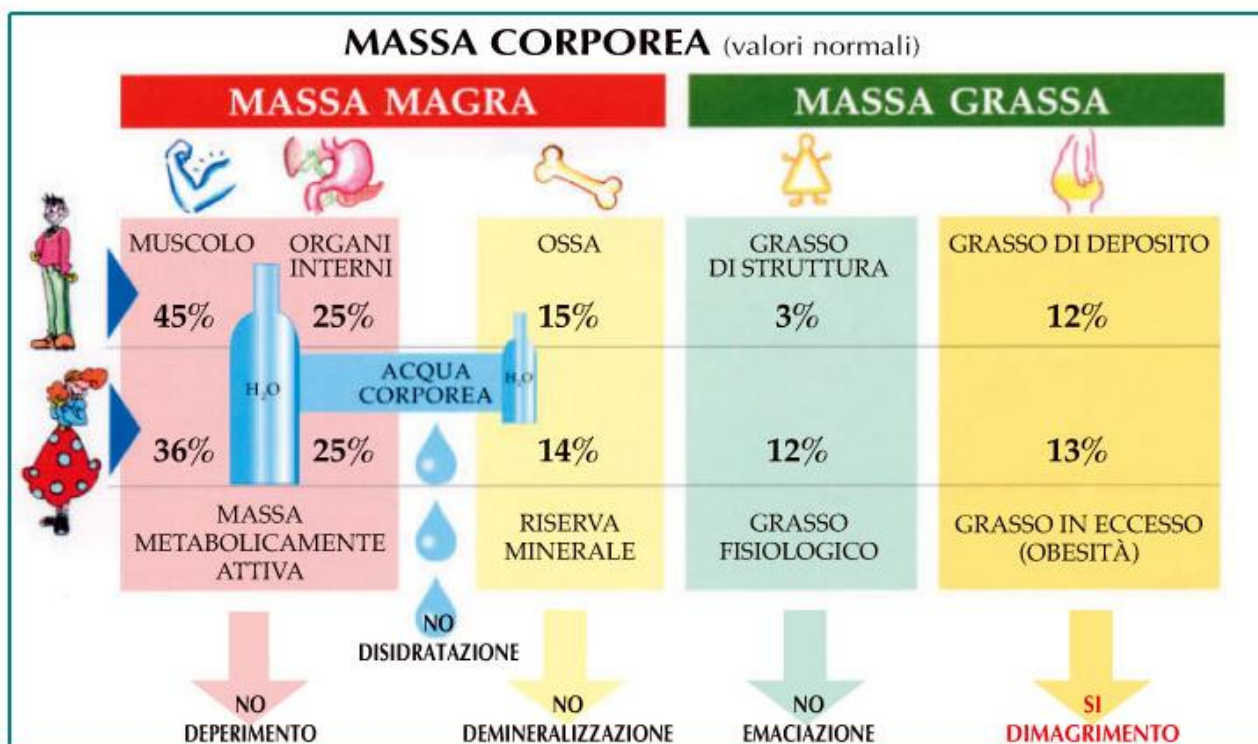 MASSA CORPOREA (valori normali)
MASSA MAGRA
MASSA GRASSA
MUSCOLO
ORGANI
INTERNI
OSSA
GRASSO
DI STRUTTURA
GRASSO DI DEPOSITO
45%
25%
15%
3%
12%
H₂O
ACQUA
CORPOREA
H₂O
36%
25%
14%
12%
13%
MASSA
METABOLICAMENTE
ATTIVA
RISERVA
MINERALE
GRASSO
FISIOLOGICO
GRASSO IN ECCESSO
(OBESITÀ)
NO
DISIDRATAZIONE
NO
DEPERIMENTO
NO
DEMINERALIZZAZIONE
NO
EMACIAZIONE
SI
DIMAGRIMENTO